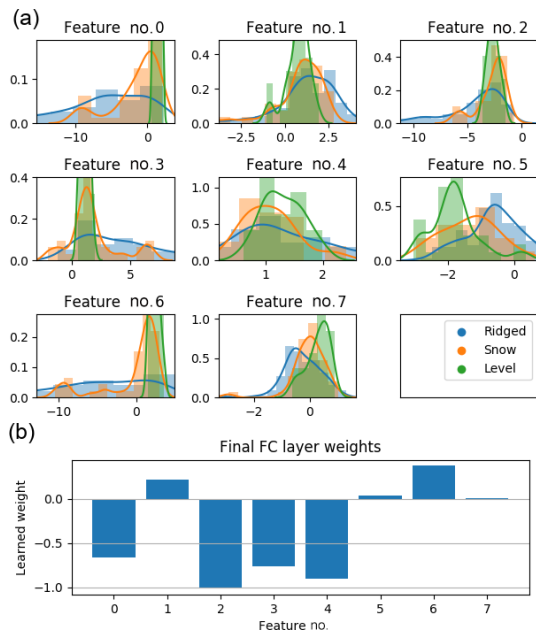 (a)
Feature no.0
Feature no.1
Feature no.2
0.1
0.0
-10
0
0.4
0.2
0.0
-2.5
0.0
2.5
0.4
0.2
0.0
-10
-5
0
Feature no.3
Feature no.4
Feature no.5
0.4
0.2
0.0
0
5
1.0
0.5
0.0
1
2
0.50
0.25
0.00
-2
0
Feature no.6
Feature no.7
0.2
0.0
-10
0
1.0
0.5
0.0
-2
0
Ridged
Snow
Level
(b)
Final FC layer weights
Learned weight
0.0
-0.5
-1.0
0 1 2 3 4 5 6 7
Feature no.